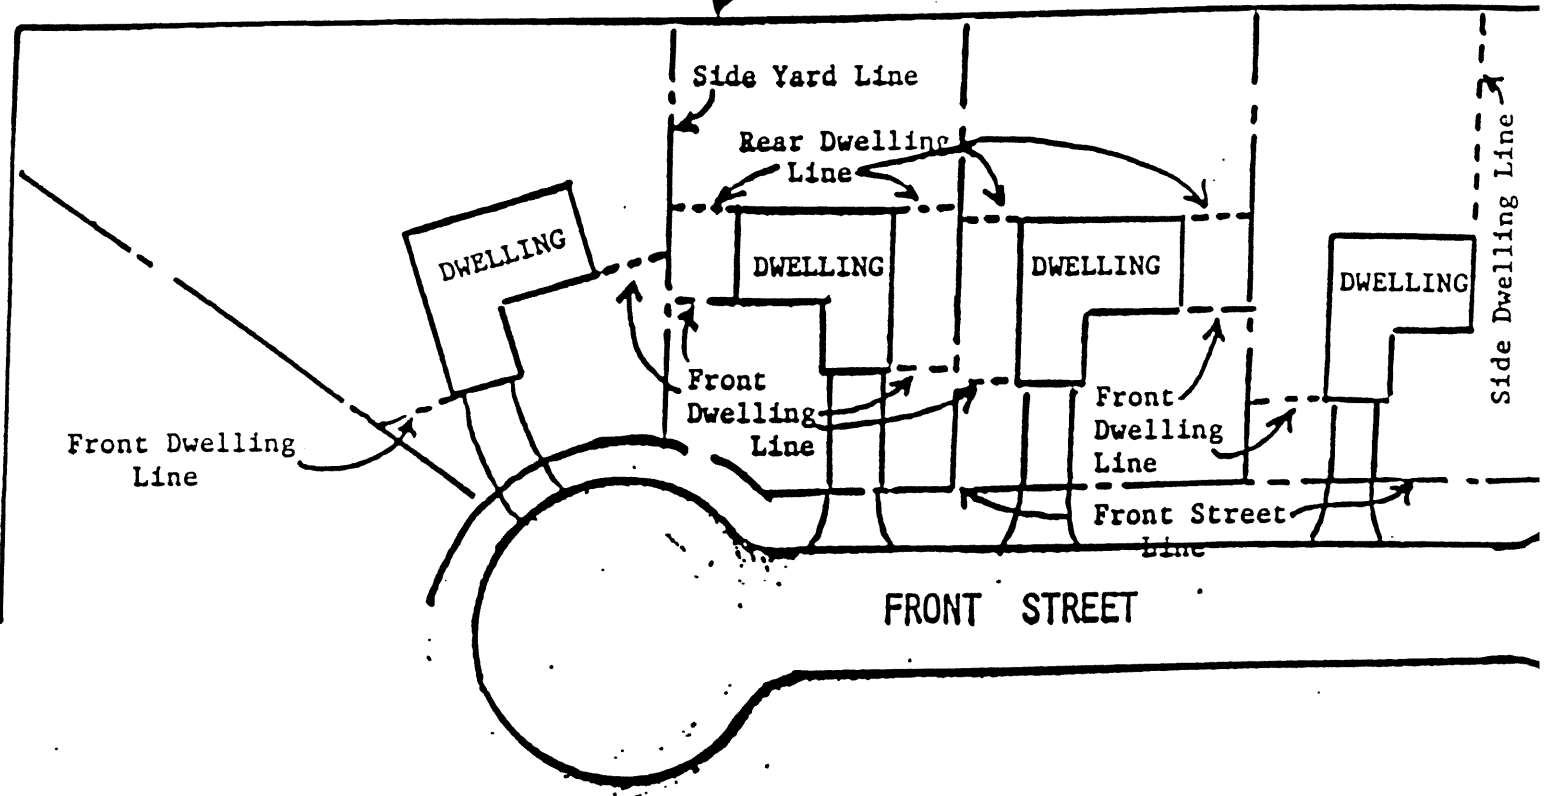 Side Yard Line
Rear Dwelling
Line
DWELLING
DWELLING
DWELLING
DWELLING
Side Dwelling Line
Front Dwelling
Line
Front
Dwelling
Line
Front
Dwelling
Line
Front Street
Line
FRONT STREET